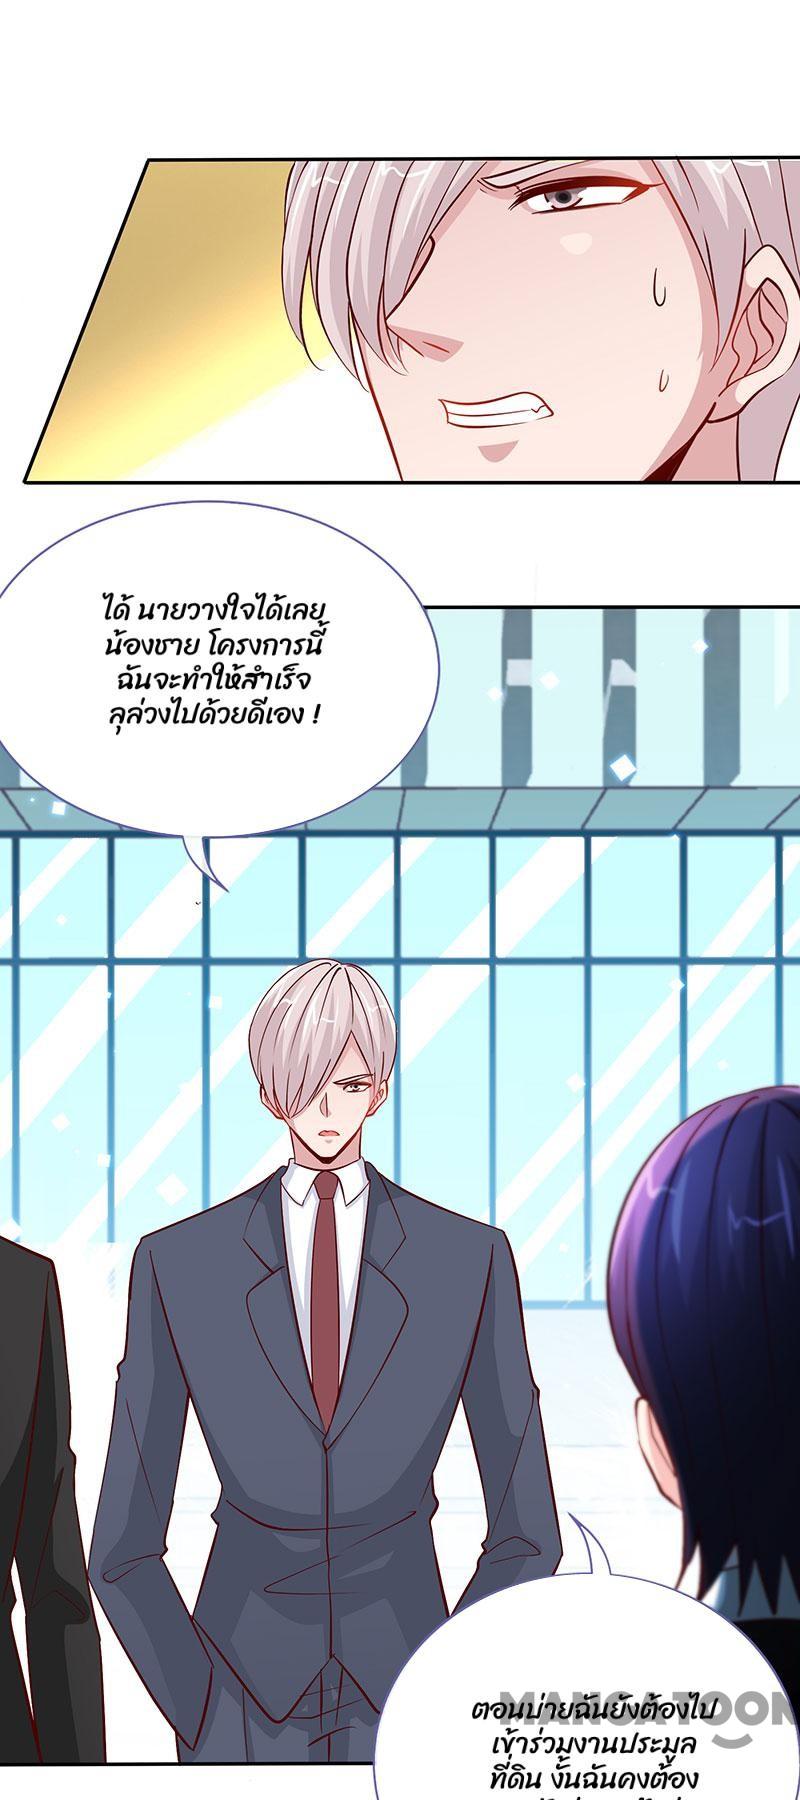 ได้ นายวางใจได้เลย
น้องชาย โครงการนี้
ฉันจะทำให้สำเร็จ
ลุล่วงไปด้วยดีเอง !
MANGATOON
ตอนบ่ายฉันยังต้องไป
เข้าร่วมงานประมูล
ที่ดิน งั้นฉันคงต้อง